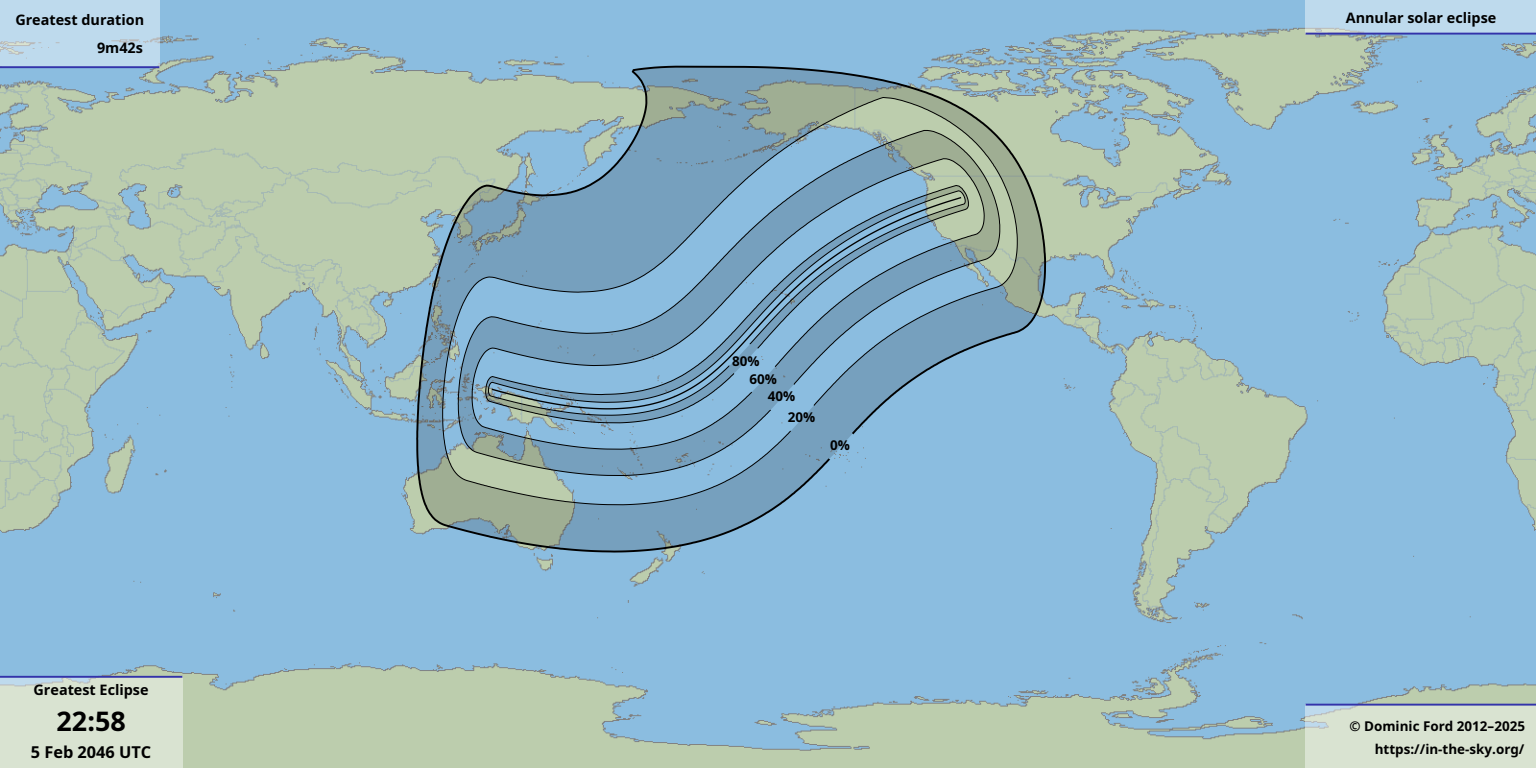 Greatest duration
9m42s
Annular solar eclipse
80%
60%
40%
20%
0%
Greatest Eclipse
22:58
5 Feb 2046 UTC
© Dominic Ford 2012–2025
https://in-the-sky.org/